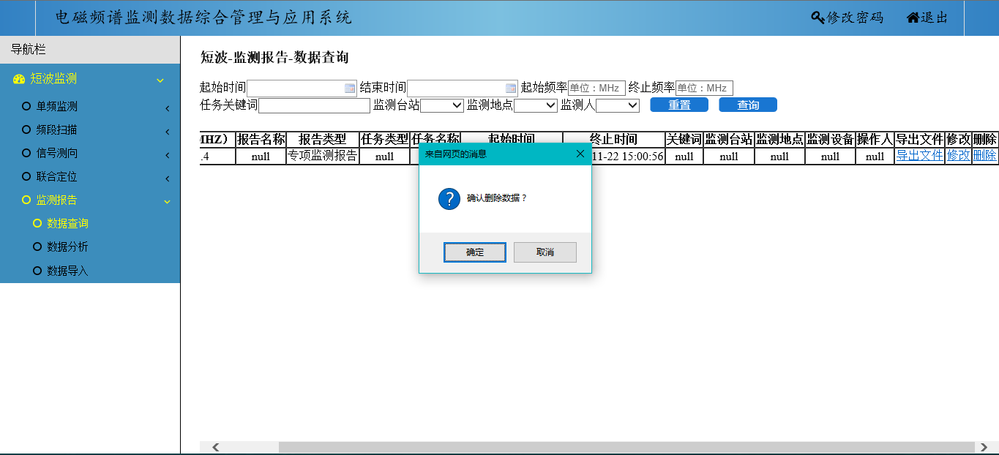 电磁频谱监测数据综合管理与应用系统 修改密码 退出
导航栏
短波监测
单频监测
频段扫描
信号测向
联合定位
监测报告
数据查询
数据分析
数据导入
短波-监测报告-数据查询
起始时间 结束时间 起始频率 单位：MHz 终止频率 单位：MHz
任务关键词 监测台站 监测地点 监测人 重置 查询
MHZ） 报告名称 报告类型 任务类型 任务名称 起始时间 终止时间 关键词 监测台站 监测地点 监测设备 操作人 导出文件 修改 删除
.4 null 专项监测报告 null 11-22 15:00:56 null null null null null 导出文件 修改 删除
来自网页的消息
确认删除数据？
确定 取消